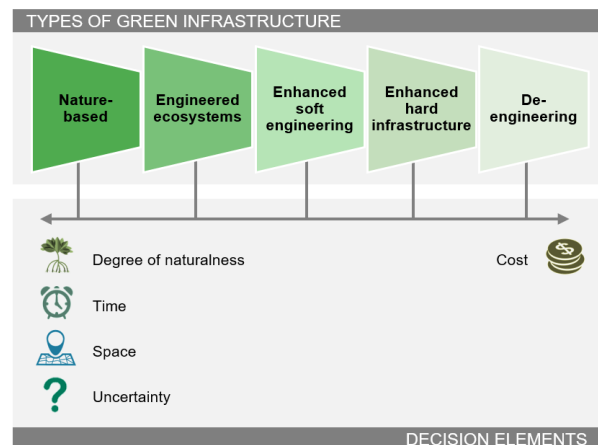 TYPES OF GREEN INFRASTRUCTURE
Nature-
based
Engineered
ecosystems
Enhanced
soft
engineering
Enhanced
hard
infrastructure
De-
engineering
Degree of naturalness
Cost
Time
Space
Uncertainty
DECISION ELEMENTS